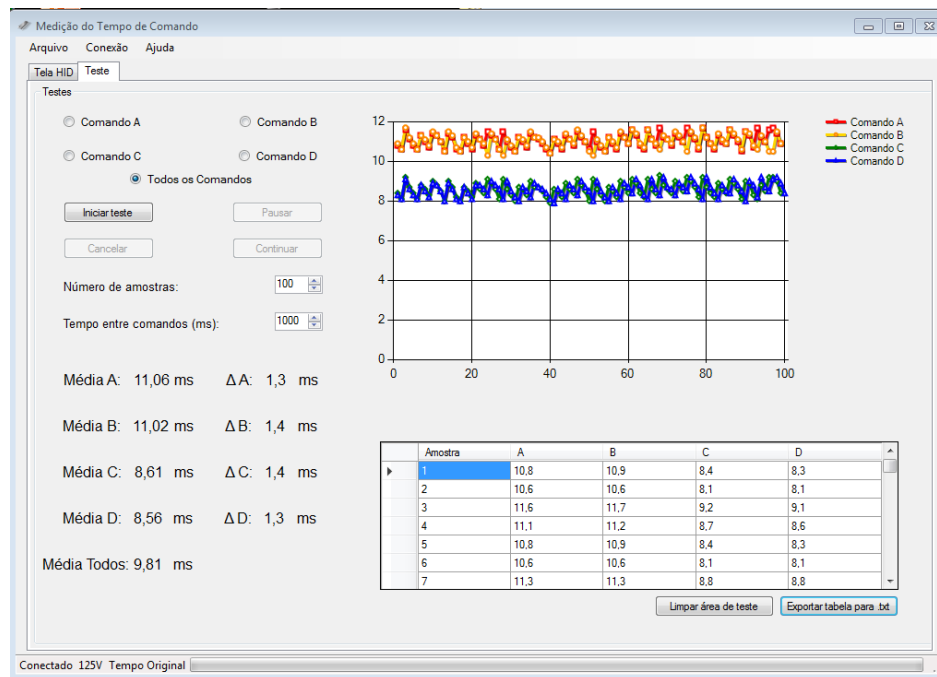 Medição do Tempo de Comando
Arquivo Conexão Ajuda
Tela HID Teste
Testes
Comando A Comando B
Comando C Comando D
Todos os Comandos
Iniciar teste Pausar
Cancelar Continuar
Número de amostras: 100
Tempo entre comandos (ms): 1000
Média A: 11,06 ms Δ A: 1,3 ms
Média B: 11,02 ms Δ B: 1,4 ms
Média C: 8,61 ms Δ C: 1,4 ms
Média D: 8,56 ms Δ D: 1,3 ms
Média Todos: 9,81 ms
12
10
8
6
4
2
0
0 20 40 60 80 100
Comando A
Comando B
Comando C
Comando D
Amostra A B C D
1 10,8 10,9 8,4 8,3
2 10,6 10,6 8,1 8,1
3 11,6 11,7 9,2 9,1
4 11,1 11,2 8,7 8,6
5 10,8 10,9 8,4 8,3
6 10,6 10,6 8,1 8,1
7 11,3 11,3 8,8 8,8
Limpar área de teste Exportar tabela para .txt
Conectado 125V Tempo Original